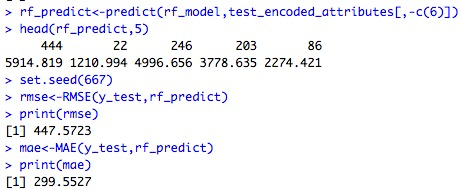 > rf_predict<-predict(rf_model,test_encoded_attributes[,-c(6)])
> head(rf_predict,5)
444 22 246 203 86
5914.819 1210.994 4996.656 3778.635 2274.421
> set.seed(667)
> rmse<-RMSE(y_test,rf_predict)
> print(rmse)
[1] 447.5723
> mae<-MAE(y_test,rf_predict)
> print(mae)
[1] 299.5527